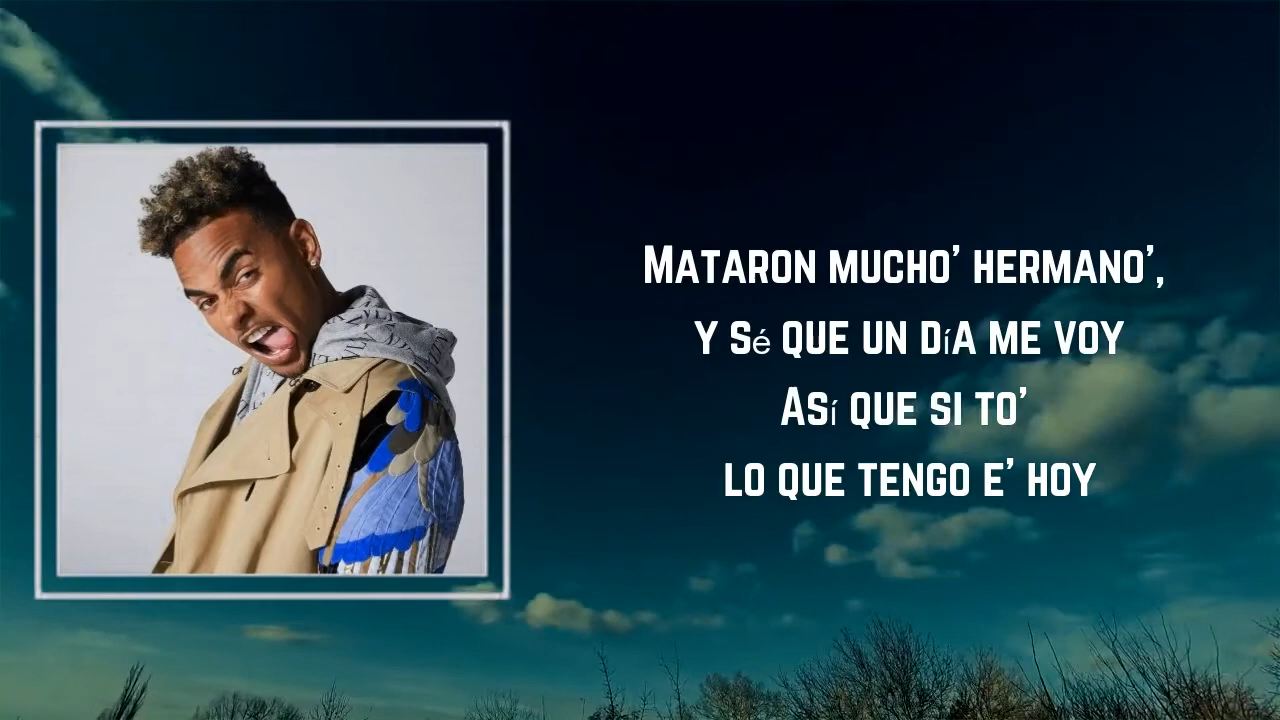 Mataron mucho' hermano',
y sé que un día me voy
Así que si to'
lo que tengo e' hoy